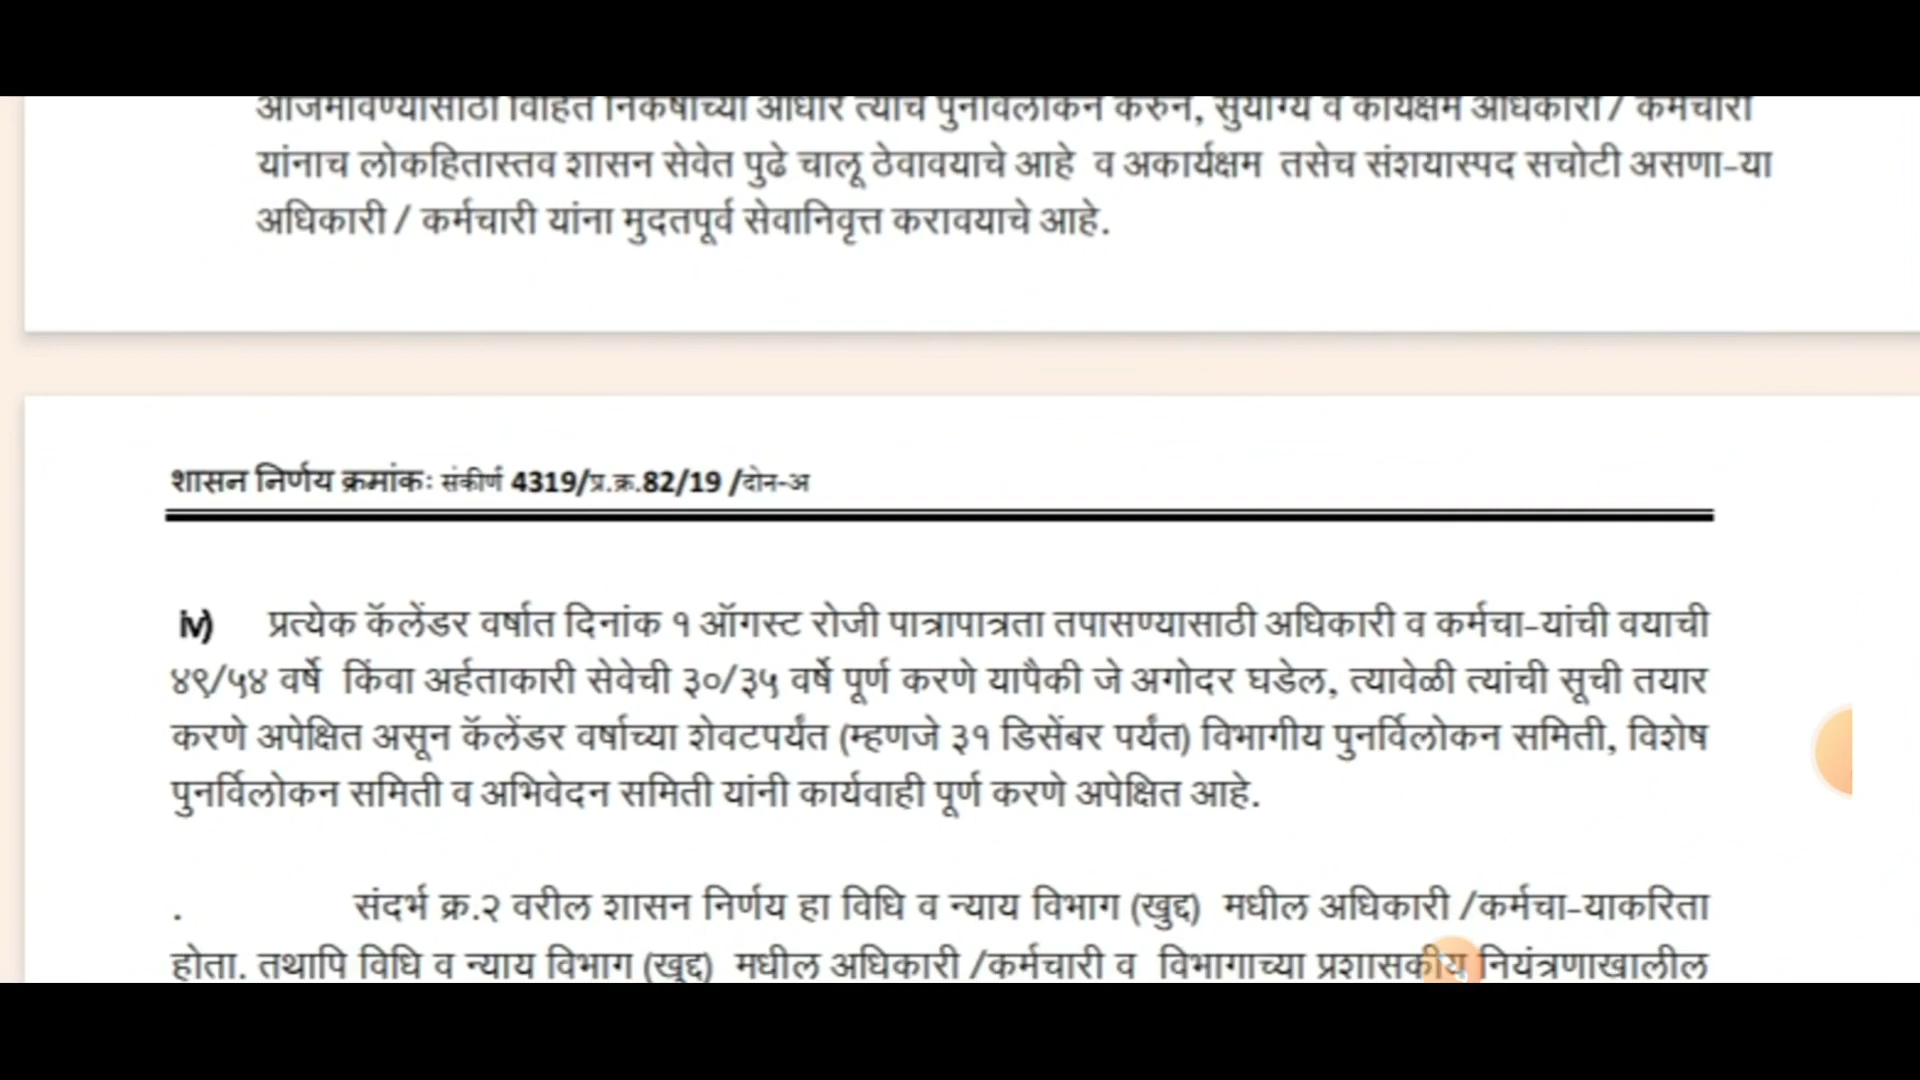 आजमावण्यासाठी विहित निकषांच्या आधारे त्यांचे पुनर्विलोकन करुन, सुयोग्य व कार्यक्षम अधिकारी / कर्मचारी
यांनाच लोकहितास्तव शासन सेवेत पुढे चालू ठेवावयाचे आहे व अकार्यक्षम तसेच संशयास्पद सचोटी असणा-या
अधिकारी / कर्मचारी यांना मुदतपूर्व सेवानिवृत्त करावयाचे आहे.
शासन निर्णय क्रमांकः संकीर्ण 4319/प्र.क्र.82/19 /दोन-अ
iv) प्रत्येक कॅलेंडर वर्षात दिनांक १ ऑगस्ट रोजी पात्रापात्रता तपासण्यासाठी अधिकारी व कर्मचा-यांची वयाची
४९/५४ वर्षे किंवा अर्हताकारी सेवेची ३०/३५ वर्षे पूर्ण करणे यापैकी जे अगोदर घडेल, त्यावेळी त्यांची सूची तयार
करणे अपेक्षित असून कॅलेंडर वर्षाच्या शेवटपर्यंत (म्हणजे ३१ डिसेंबर पर्यंत) विभागीय पुनर्विलोकन समिती, विशेष
पुनर्विलोकन समिती व अभिवेदन समिती यांनी कार्यवाही पूर्ण करणे अपेक्षित आहे.
. संदर्भ क्र.२ वरील शासन निर्णय हा विधि व न्याय विभाग (खुद्द) मधील अधिकारी /कर्मचा-याकरिता
होता. तथापि विधि व न्याय विभाग (खुद्द) मधील अधिकारी /कर्मचारी व विभागाच्या प्रशासकीय नियंत्रणाखालील